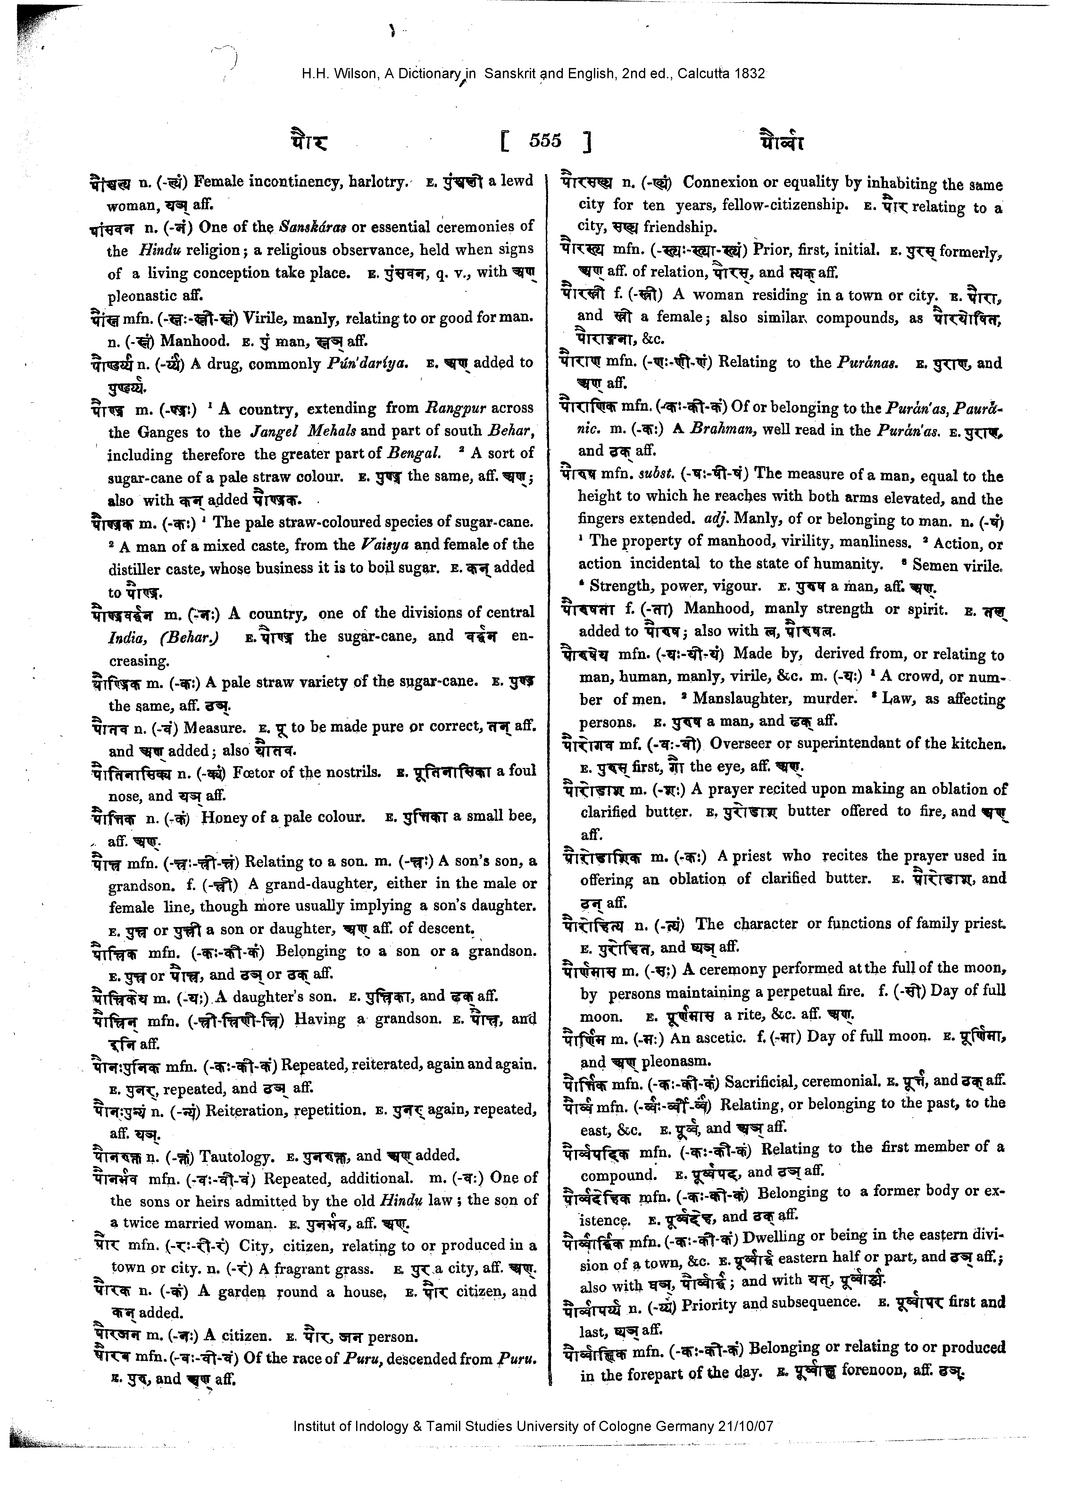 H.H. Wilson, A Dictionary in Sanskrit and English, 2nd ed., Calcutta 1832
पौर [ 555 ] पौर्व्वा
पौंश्चल्य n. (-ल्यं) Female incontinency, harlotry. E. पुंश्चली a lewd
woman, यञ् aff.
पौंसवन n. (-नं) One of the Sanskáras or essential ceremonies of
the Hindu religion; a religious observance, held when signs
of a living conception take place. E. पुंसवन, q. v., with अण्
pleonastic aff.
पौंस्न mfn. (-स्नः-स्नी-स्नं) Virile, manly, relating to or good for man.
n. (-स्नं) Manhood. E. पुं man, स्नञ् aff.
पौण्डर्य्य n. (-र्य्यं) A drug, commonly Pún'daríya. E. अण् added to
पुण्डर्य्य.
पौण्ड्र m. (-ण्ड्रः) ¹ A country, extending from Rangpur across
the Ganges to the Jangel Mehals and part of south Behar,
including therefore the greater part of Bengal. ² A sort of
sugar-cane of a pale straw colour. E. पुण्ड्र the same, aff. अण्;
also with कन् added पौण्ड्रक.
पौण्ड्रक m. (-कः) ¹ The pale straw-coloured species of sugar-cane.
² A man of a mixed caste, from the Vaisya and female of the
distiller caste, whose business it is to boil sugar. E. कन् added
to पौण्ड्र.
पौण्ड्रवर्द्धन m. (-नः) A country, one of the divisions of central
India, (Behar.) E. पौण्ड्र the sugar-cane, and वर्द्धन en-
creasing.
पौण्ड्रिक m. (-कः) A pale straw variety of the sugar-cane. E. पुण्ड्र
the same, aff. ठञ्.
पौतव n. (-वं) Measure. E. पू to be made pure or correct, तन् aff.
and अण् added; also यौतव.
पौतिनासिक्य n. (-क्यं) Fœtor of the nostrils. E. पूतिनासिका a foul
nose, and यञ् aff.
पौत्तिक n. (-कं) Honey of a pale colour. E. पुत्तिका a small bee,
aff. अण्.
पौत्त्र mfn. (-त्त्रः-त्त्री-त्त्रं) Relating to a son. m. (-त्त्रः) A son's son, a
grandson. f. (-त्त्री) A grand-daughter, either in the male or
female line, though more usually implying a son's daughter.
E. पुत्त्र or पुत्त्री a son or daughter, अण् aff. of descent.
पौत्त्रिक mfn. (-कः-की-कं) Belonging to a son or a grandson.
E. पुत्त्र or पौत्त्र, and ठञ् or ठक् aff.
पौत्त्रिकेय m. (-यः) A daughter's son. E. पुत्त्रिका, and ढक् aff.
पौत्त्रिन् mfn. (-त्त्री-त्त्रिणी-त्त्रि) Having a grandson. E. पौत्त्र, and
इनि aff.
पौनःपुनिक mfn. (-कः-की-कं) Repeated, reiterated, again and again.
E. पुनर्, repeated, and ठञ् aff.
पौनःपुन्य n. (-न्यं) Reiteration, repetition. E. पुनर् again, repeated,
aff. यञ्.
पौनरुक्त n. (-क्तं) Tautology. E. पुनरुक्त, and अण् added.
पौनर्भव mfn. (-वः-वी-वं) Repeated, additional. m. (-वः) One of
the sons or heirs admitted by the old Hindu law; the son of
a twice married woman. E. पुनर्भव, aff. अण्.
पौर mfn. (-रः-री-रं) City, citizen, relating to or produced in a
town or city. n. (-रं) A fragrant grass. E. पुर् a city, aff. अण्.
पौरक n. (-कं) A garden round a house. E. पौर citizen, and
कन् added.
पौरजन m. (-नः) A citizen. E. पौर, जन person.
पौरव mfn. (-वः-वी-वं) Of the race of Puru, descended from Puru.
E. पुरु, and अण् aff.
पौरसख्य n. (-ख्यं) Connexion or equality by inhabiting the same
city for ten years, fellow-citizenship. E. पौर relating to a
city, सख्य friendship.
पौरस्त्य mfn. (-स्त्यः-स्त्या-स्त्यं) Prior, first, initial. E. पुरस् formerly,
अण् aff. of relation, पौरस्, and त्यक् aff.
पौरस्त्री f. (-स्त्री) A woman residing in a town or city. E. पौर,
and स्त्री a female; also similar compounds, as पौरयोषित्,
पौराङ्गना, &c.
पौराण mfn. (-णः-णी-णं) Relating to the Puránas. E. पुराण, and
अण् aff.
पौराणिक mfn. (-कः-की-कं) Of or belonging to the Purán'as, Paurá-
nic. m. (-कः) A Brahman, well read in the Purán'as. E. पुराण,
and ठक् aff.
पौरुष mfn. subst. (-षः-षी-षं) The measure of a man, equal to the
height to which he reaches with both arms elevated, and the
fingers extended. adj. Manly, of or belonging to man. n. (-षं)
¹ The property of manhood, virility, manliness. ² Action, or
action incidental to the state of humanity. ³ Semen virile.
⁴ Strength, power, vigour. E. पुरुष a man, aff. अण्.
पौरुषता f. (-ता) Manhood, manly strength or spirit. E. तल्
added to पौरुष; also with त्व, पौरुषत्व.
पौरुषेय mfn. (-यः-यी-यं) Made by, derived from, or relating to
man, human, manly, virile, &c. m. (-यः) ¹ A crowd, or num-
ber of men. ² Manslaughter, murder. ³ Law, as affecting
persons. E. पुरुष a man, and ढक् aff.
पौरोगव mf. (-वः-वी) Overseer or superintendant of the kitchen.
E. पुरस् first, गो the eye, aff. अण्.
पौरोडाश m. (-शः) A prayer recited upon making an oblation of
clarified butter. E. पुरोडाश butter offered to fire, and अण्
aff.
पौरोडाशिक m. (-कः) A priest who recites the prayer used in
offering an oblation of clarified butter. E. पौरोडाश, and
ठन् aff.
पौरोहित्य n. (-त्यं) The character or functions of family priest.
E. पुरोहित, and ष्यञ् aff.
पौर्णमास m. (-सः) A ceremony performed at the full of the moon,
by persons maintaining a perpetual fire. f. (-सी) Day of full
moon. E. पूर्णमास a rite, &c. aff. अण्.
पौर्णिम m. (-मः) An ascetic. f. (-मा) Day of full moon. E. पूर्णिमा,
and अण् pleonasm.
पौर्त्तिक mfn. (-कः-की-कं) Sacrificial, ceremonial. E. पूर्त्त, and ठक् aff.
पौर्व्व mfn. (-र्व्वः-र्व्वी-र्व्वं) Relating, or belonging to the past, to the
east, &c. E. पूर्व्व, and अञ् aff.
पौर्व्वपदिक mfn. (-कः-की-कं) Relating to the first member of a
compound. E. पूर्व्वपद, and ठञ् aff.
पौर्व्वदेहिक mfn. (-कः-की-कं) Belonging to a former body or ex-
istence. E. पूर्व्वदेह, and ठक् aff.
पौर्व्वार्द्धिक mfn. (-कः-की-कं) Dwelling or being in the eastern divi-
sion of a town, &c. E. पूर्व्वार्द्ध eastern half or part, and ठञ् aff.;
also with घञ्, पौर्व्वार्द्ध; and with यत्, पूर्व्वार्द्ध्य.
पौर्व्वापर्य्य n. (-र्य्यं) Priority and subsequence. E. पूर्व्वापर first and
last, ष्यञ् aff.
पौर्व्वाह्णिक mfn. (-कः-की-कं) Belonging or relating to or produced
in the forepart of the day. E. पूर्व्वाह्ण forenoon, aff. ठञ्.
Institut of Indology & Tamil Studies University of Cologne Germany 21/10/07